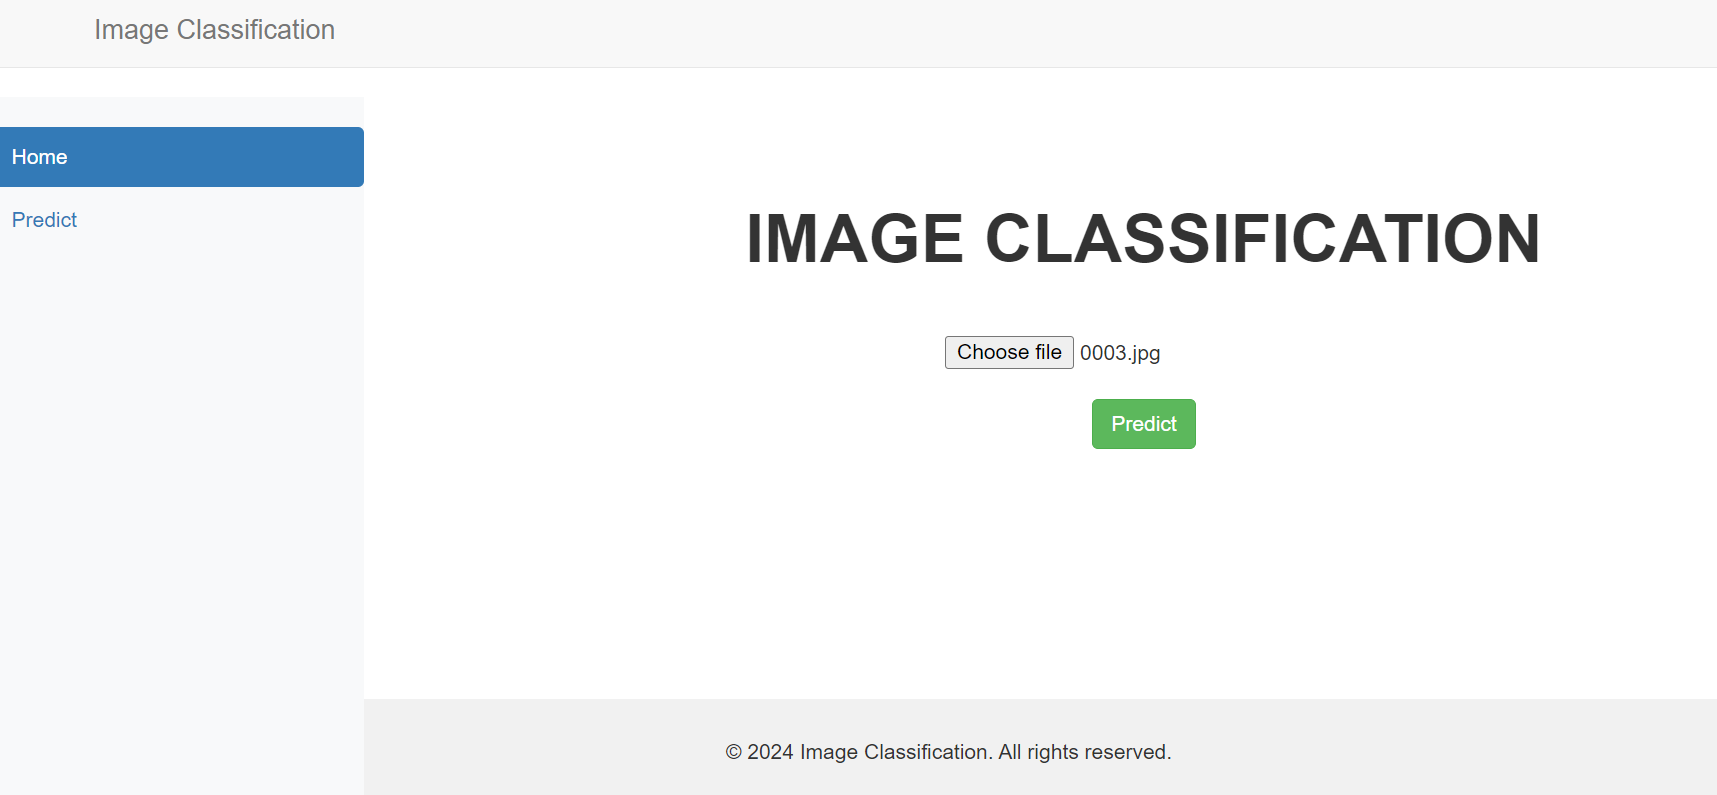 Image Classification
Home
Predict
IMAGE CLASSIFICATION
Choose file 0003.jpg
Predict
© 2024 Image Classification. All rights reserved.